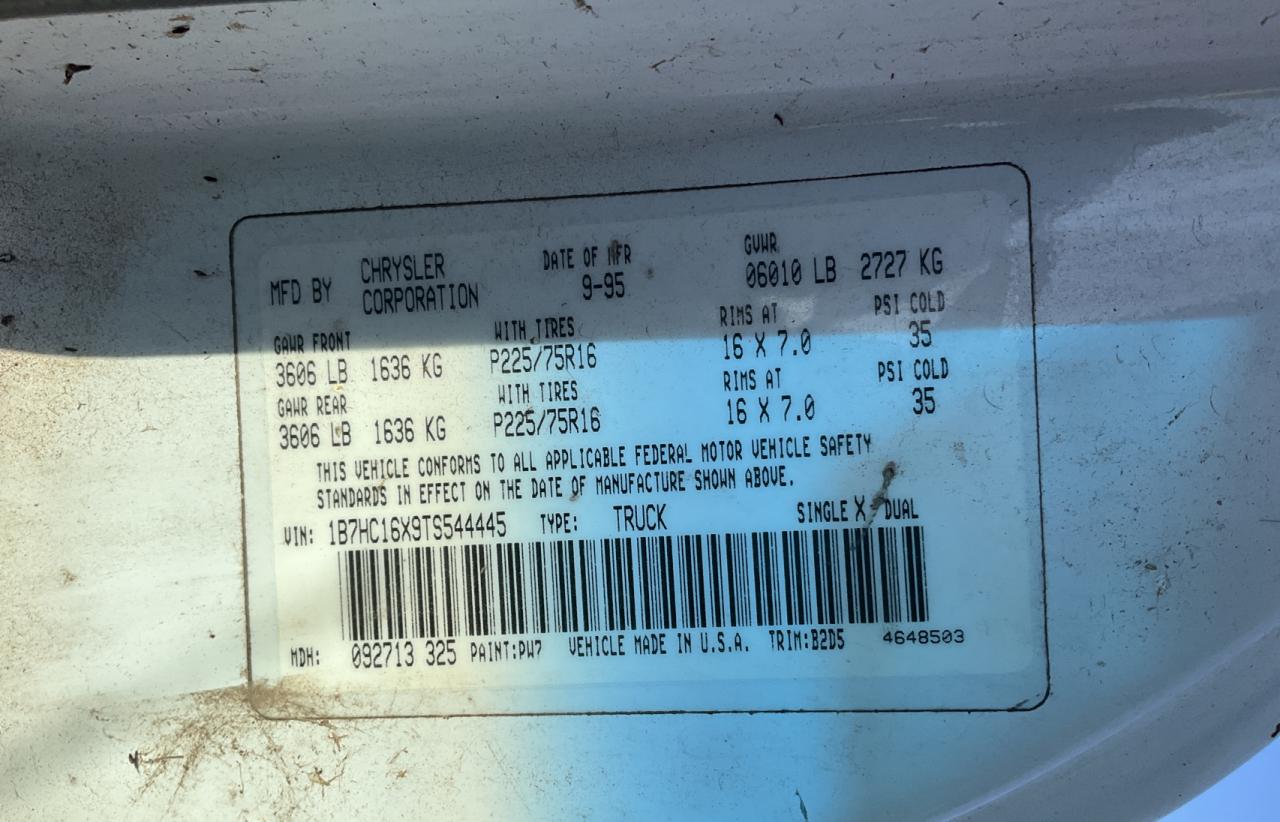 MFD BY CHRYSLER CORPORATION DATE OF MFR 9-95 GVWR 06010 LB 2727 KG
GAWR FRONT WITH TIRES RIMS AT PSI COLD
3606 LB 1636 KG P225/75R16 16 X 7.0 35
GAWR REAR WITH TIRES RIMS AT PSI COLD
3606 LB 1636 KG P225/75R16 16 X 7.0 35
THIS VEHICLE CONFORMS TO ALL APPLICABLE FEDERAL MOTOR VEHICLE SAFETY
STANDARDS IN EFFECT ON THE DATE OF MANUFACTURE SHOWN ABOVE.
VIN: 1B7HC16X9TS544445 TYPE: TRUCK SINGLE X DUAL
MDH: 092713 325 PAINT:PW7 VEHICLE MADE IN U.S.A. TRIM:B2D5 4648503